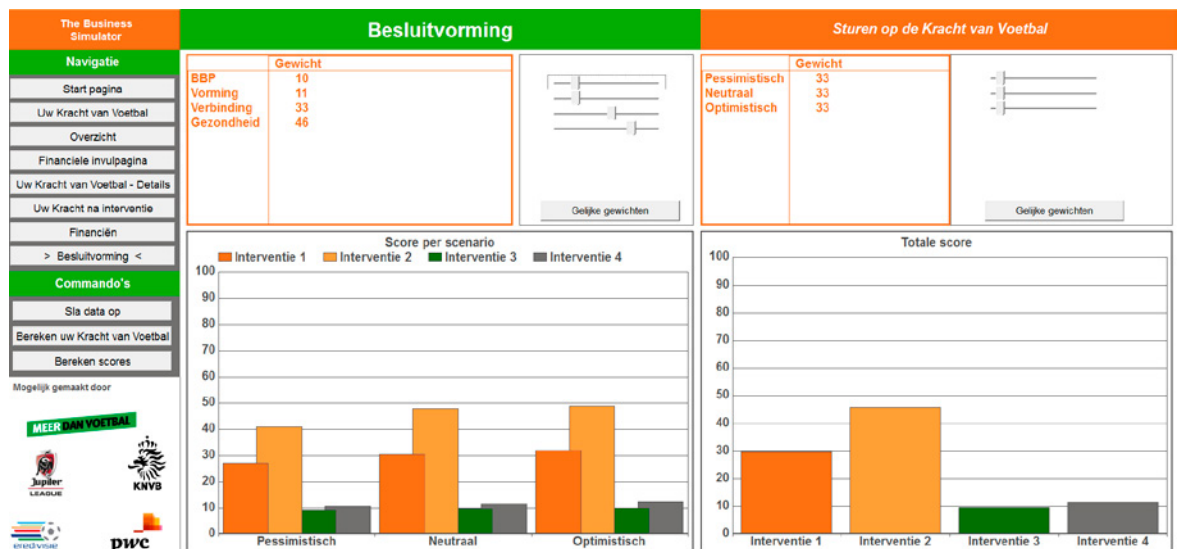 The Business
Simulator
Besluitvorming
Sturen op de Kracht van Voetbal
Navigatie
Start pagina
Uw Kracht van Voetbal
Overzicht
Financiele invulpagina
Uw Kracht van Voetbal - Details
Uw Kracht na interventie
Financiën
> Besluitvorming <
Commando's
Sla data op
Bereken uw Kracht van Voetbal
Bereken scores
Mogelijk gemaakt door
MEER DAN VOETBAL
Jupiler
LEAGUE
KNVB
eredivisie
pwc
Gewicht
BBP 10
Vorming 11
Verbinding 33
Gezondheid 46
Gelijke gewichten
Gewicht
Pessimistisch 33
Neutraal 33
Optimistisch 33
Gelijke gewichten
Score per scenario
Interventie 1 Interventie 2 Interventie 3 Interventie 4
100
90
80
70
60
50
40
30
20
10
0
Pessimistisch Neutraal Optimistisch
Totale score
100
90
80
70
60
50
40
30
20
10
0
Interventie 1 Interventie 2 Interventie 3 Interventie 4